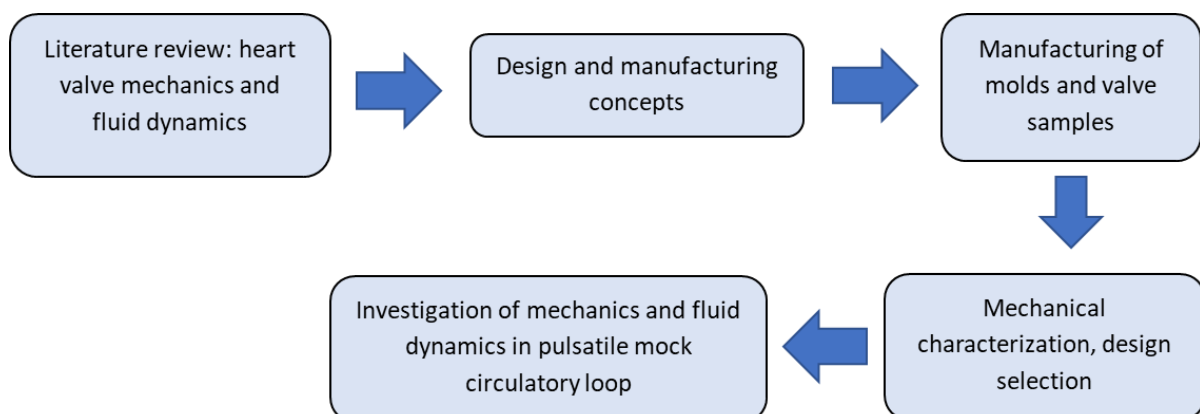 Literature review: heart
valve mechanics and
fluid dynamics
Design and manufacturing
concepts
Manufacturing of
molds and valve
samples
Mechanical
characterization, design
selection
Investigation of mechanics and fluid
dynamics in pulsatile mock
circulatory loop